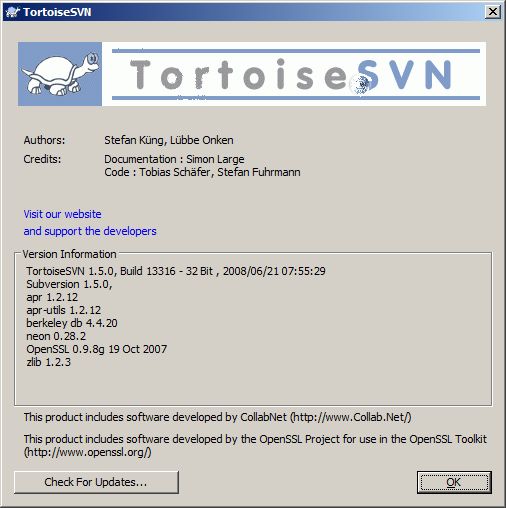 TortoiseSVN
TortoiseSVN
Authors: Stefan Küng, Lübbe Onken
Credits: Documentation : Simon Large
Code : Tobias Schäfer, Stefan Fuhrmann
Visit our website
and support the developers
Version Information
TortoiseSVN 1.5.0, Build 13316 - 32 Bit , 2008/06/21 07:55:29
Subversion 1.5.0,
apr 1.2.12
apr-utils 1.2.12
berkeley db 4.4.20
neon 0.28.2
OpenSSL 0.9.8g 19 Oct 2007
zlib 1.2.3
This product includes software developed by CollabNet (http://www.Collab.Net/)
This product includes software developed by the OpenSSL Project for use in the OpenSSL Toolkit
(http://www.openssl.org/)
Check For Updates... OK